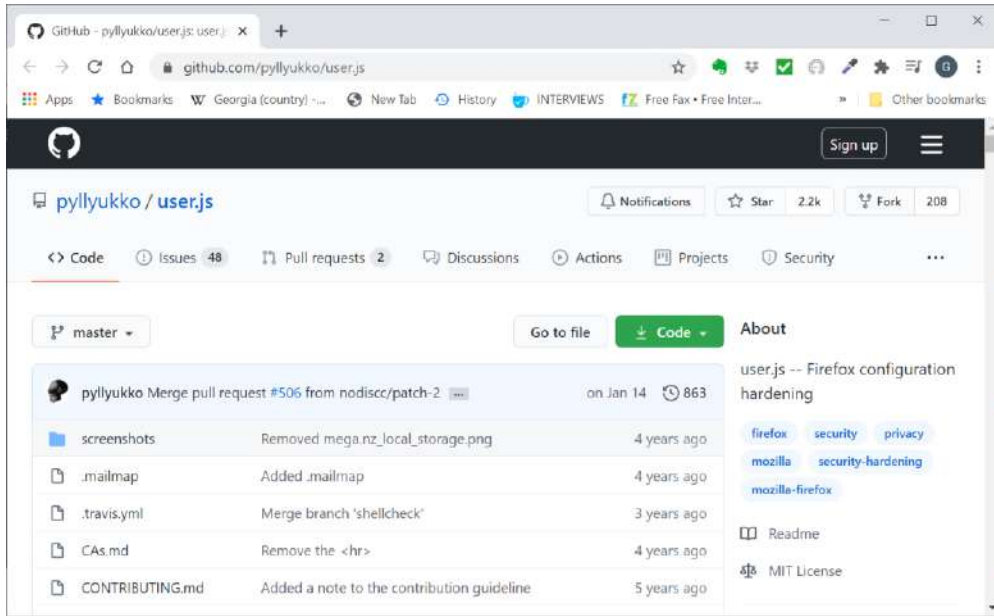 GitHub - pyllyukko/user.js: user.j
github.com/pyllyukko/user.js
G
Apps Bookmarks W Georgia (country) -... New Tab History INTERVIEWS Free Fax • Free Inter... » Other bookmarks
Sign up
pyllyukko / user.js Notifications Star 2.2k Fork 208
<> Code Issues 48 Pull requests 2 Discussions Actions Projects Security ...
master Go to file Code About
user.js -- Firefox configuration
hardening
pyllyukko Merge pull request #506 from nodiscc/patch-2 ... on Jan 14 863
screenshots Removed mega.nz_local_storage.png 4 years ago
.mailmap Added .mailmap 4 years ago
.travis.yml Merge branch 'shellcheck' 3 years ago
CAs.md Remove the <hr> 4 years ago
CONTRIBUTING.md Added a note to the contribution guideline 5 years ago
firefox security privacy
mozilla security-hardening
mozilla-firefox
Readme
MIT License